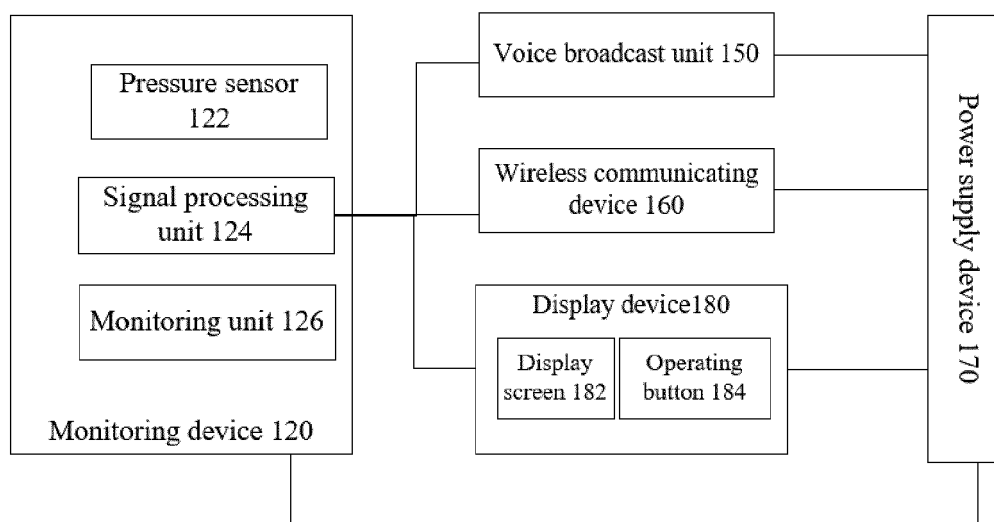 Pressure sensor
122
Signal processing
unit 124
Monitoring unit 126
Monitoring device 120
Voice broadcast unit 150
Wireless communicating
device 160
Display device180
Display
screen 182
Operating
button 184
Power supply device 170